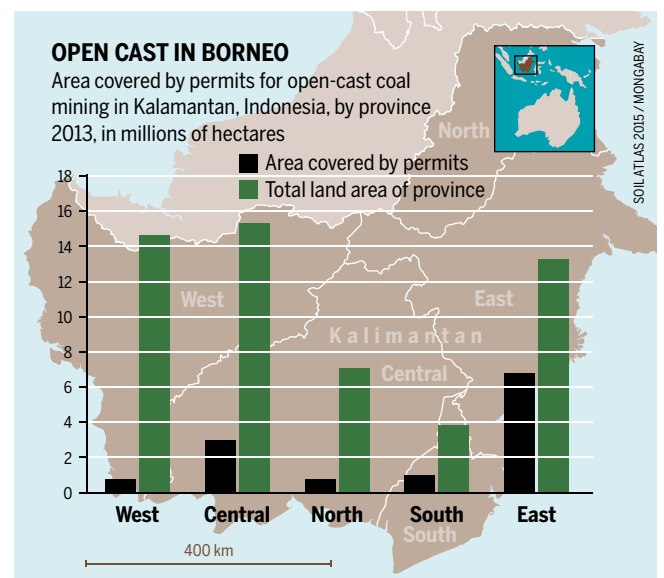 OPEN CAST IN BORNEO
Area covered by permits for open-cast coal
mining in Kalamantan, Indonesia, by province
2013, in millions of hectares
SOILATLAS 2015 / MONGABAY
North
Area covered by permits
Total land area of province
18
16
14
12
10
8
6
4
2
0
West
East
Kalimantan
Central
South
West
Central
North
South
East
400 km